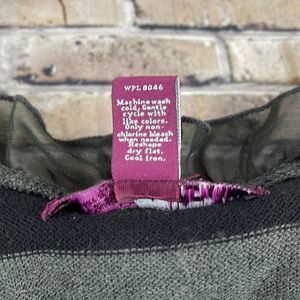 WPL 8046
Machine wash
cold. Gentle
cycle with
like colors.
Only non-
chlorine bleach
when needed.
Reshape
dry flat.
Cool iron.